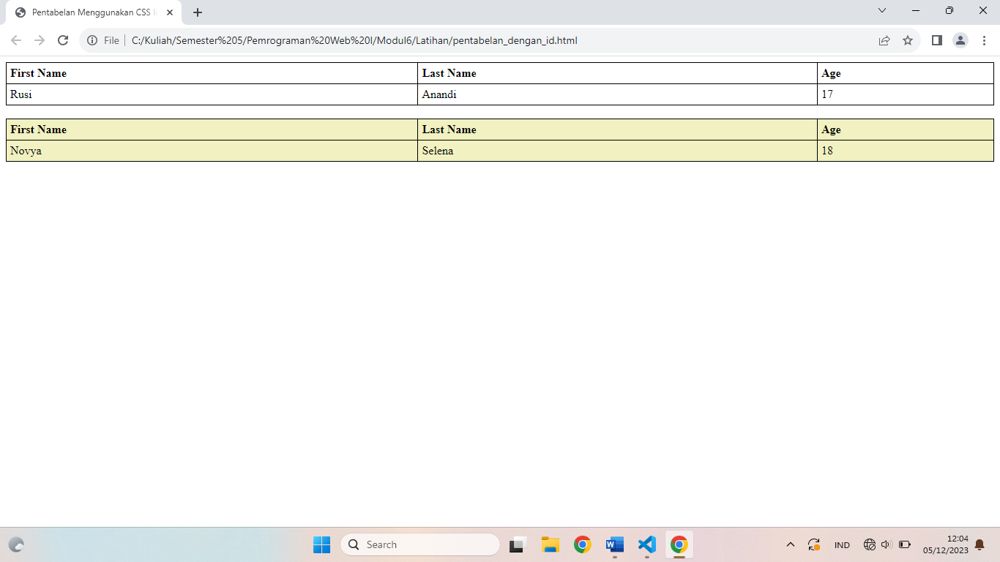 Pentabelan Menggunakan CSS
File C:/Kuliah/Semester%205/Pemrograman%20Web%20I/Modul6/Latihan/pentabelan_dengan_id.html
First Name Last Name Age
Rusi Anandi 17
First Name Last Name Age
Novya Selena 18
Search
IND
12:04
05/12/2023